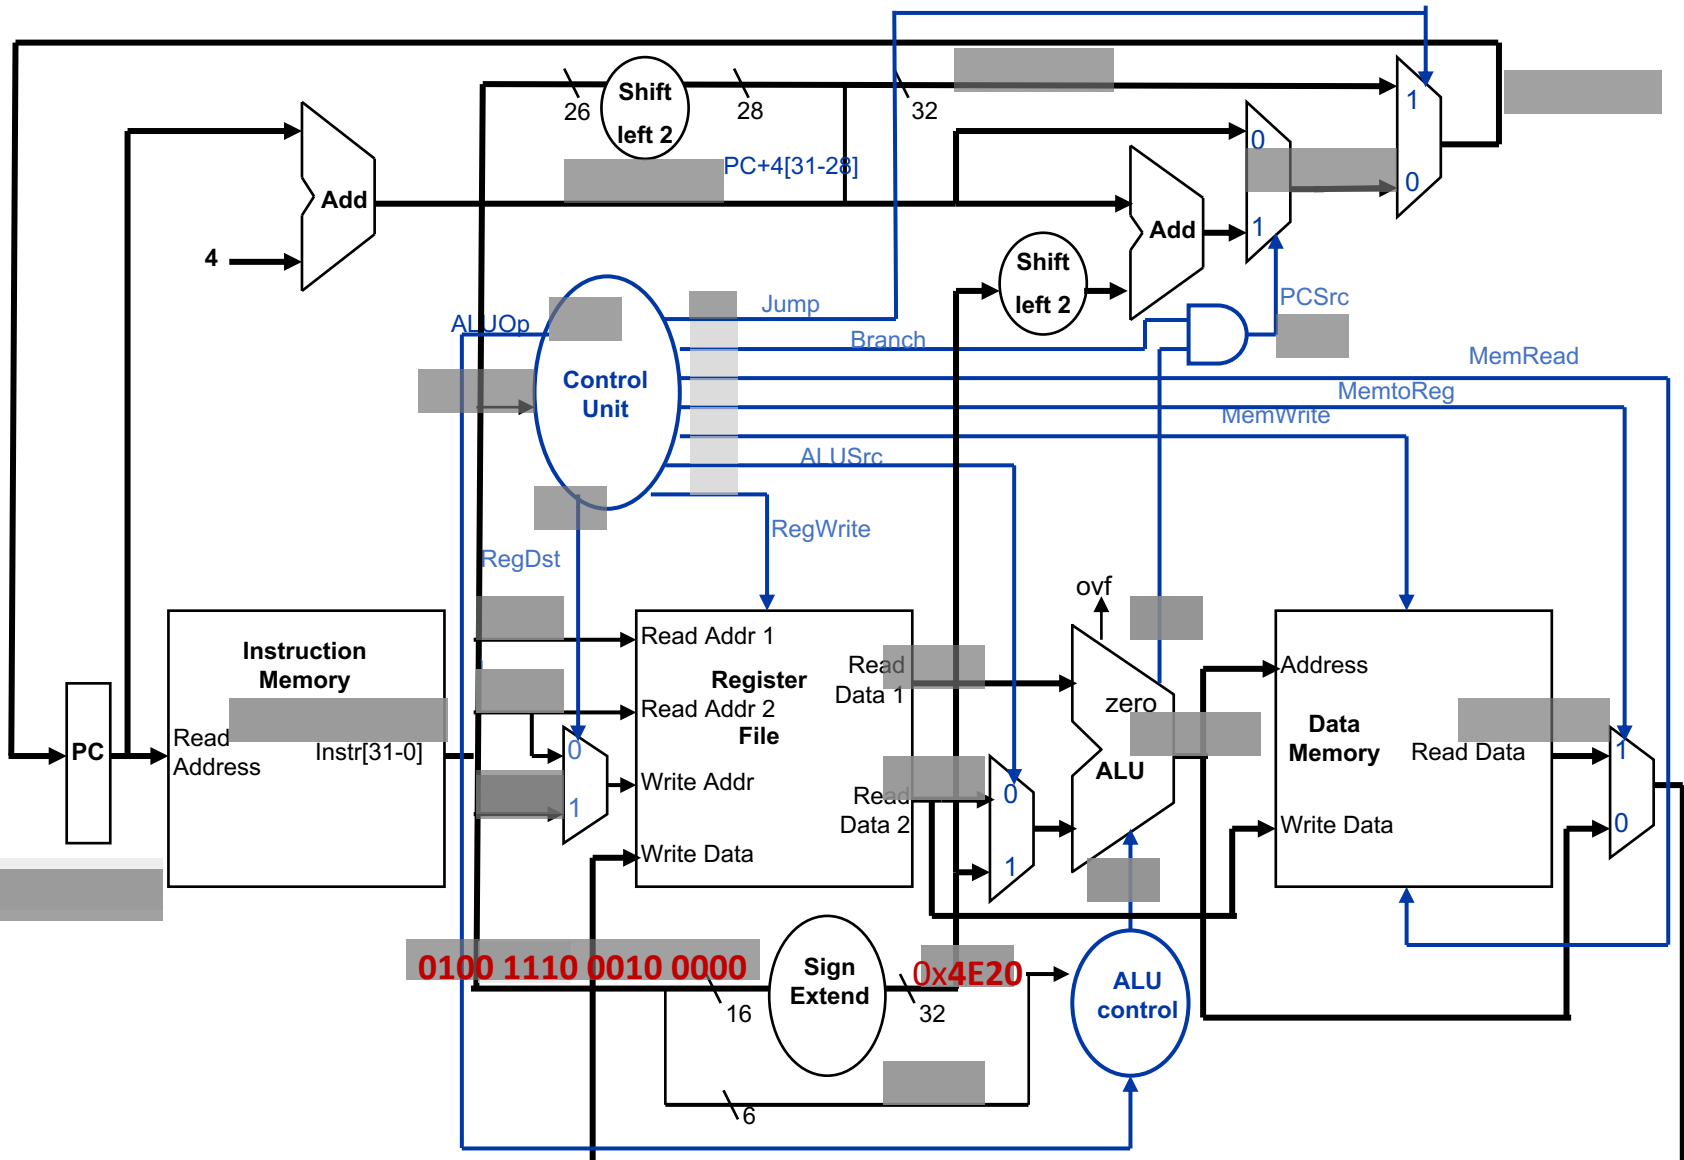 26
Shift
left 2
28
32
1
0
PC+4[31-28]
0
Add
4
Add
1
Shift
left 2
ALUOp
Jump
PCSrc
Branch
MemRead
Control
Unit
MemtoReg
MemWrite
ALUSrc
RegWrite
RegDst
ovf
Instruction
Memory
Read Addr 1
Read
Data 1
Register
File
Read Addr 2
zero
Address
Data
Memory
PC
Read
Address
Instr[31-0]
0
1
Write Addr
Read
Data 2
0
1
ALU
Read Data
1
0
Write Data
Write Data
0100 1110 0010 0000
16
Sign
Extend
0x4E20
32
ALU
control
6